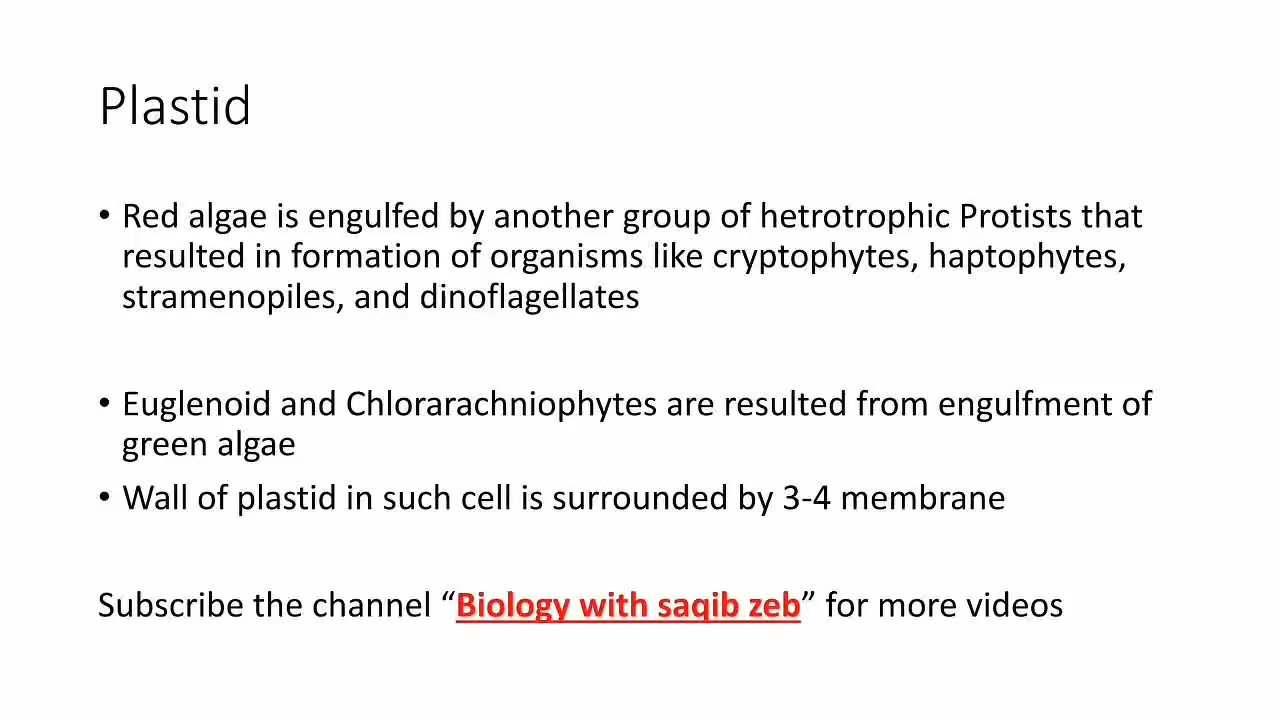 Plastid
• Red algae is engulfed by another group of hetrotrophic Protists that
resulted in formation of organisms like cryptophytes, haptophytes,
stramenopiles, and dinoflagellates
• Euglenoid and Chlorarachniophytes are resulted from engulfment of
green algae
• Wall of plastid in such cell is surrounded by 3-4 membrane
Subscribe the channel “Biology with saqib zeb” for more videos